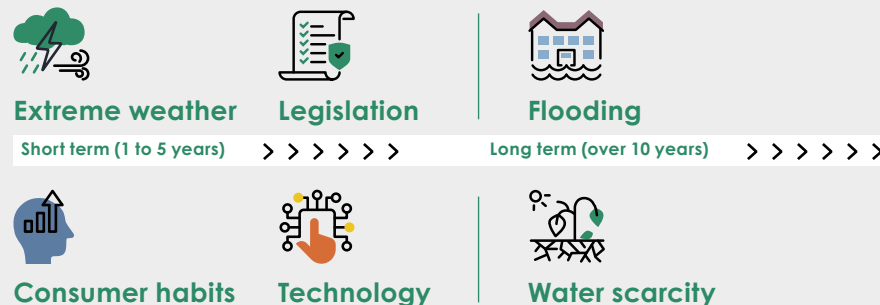 Extreme weather
Legislation
Flooding
Short term (1 to 5 years)
Long term (over 10 years)
Consumer habits
Technology
Water scarcity